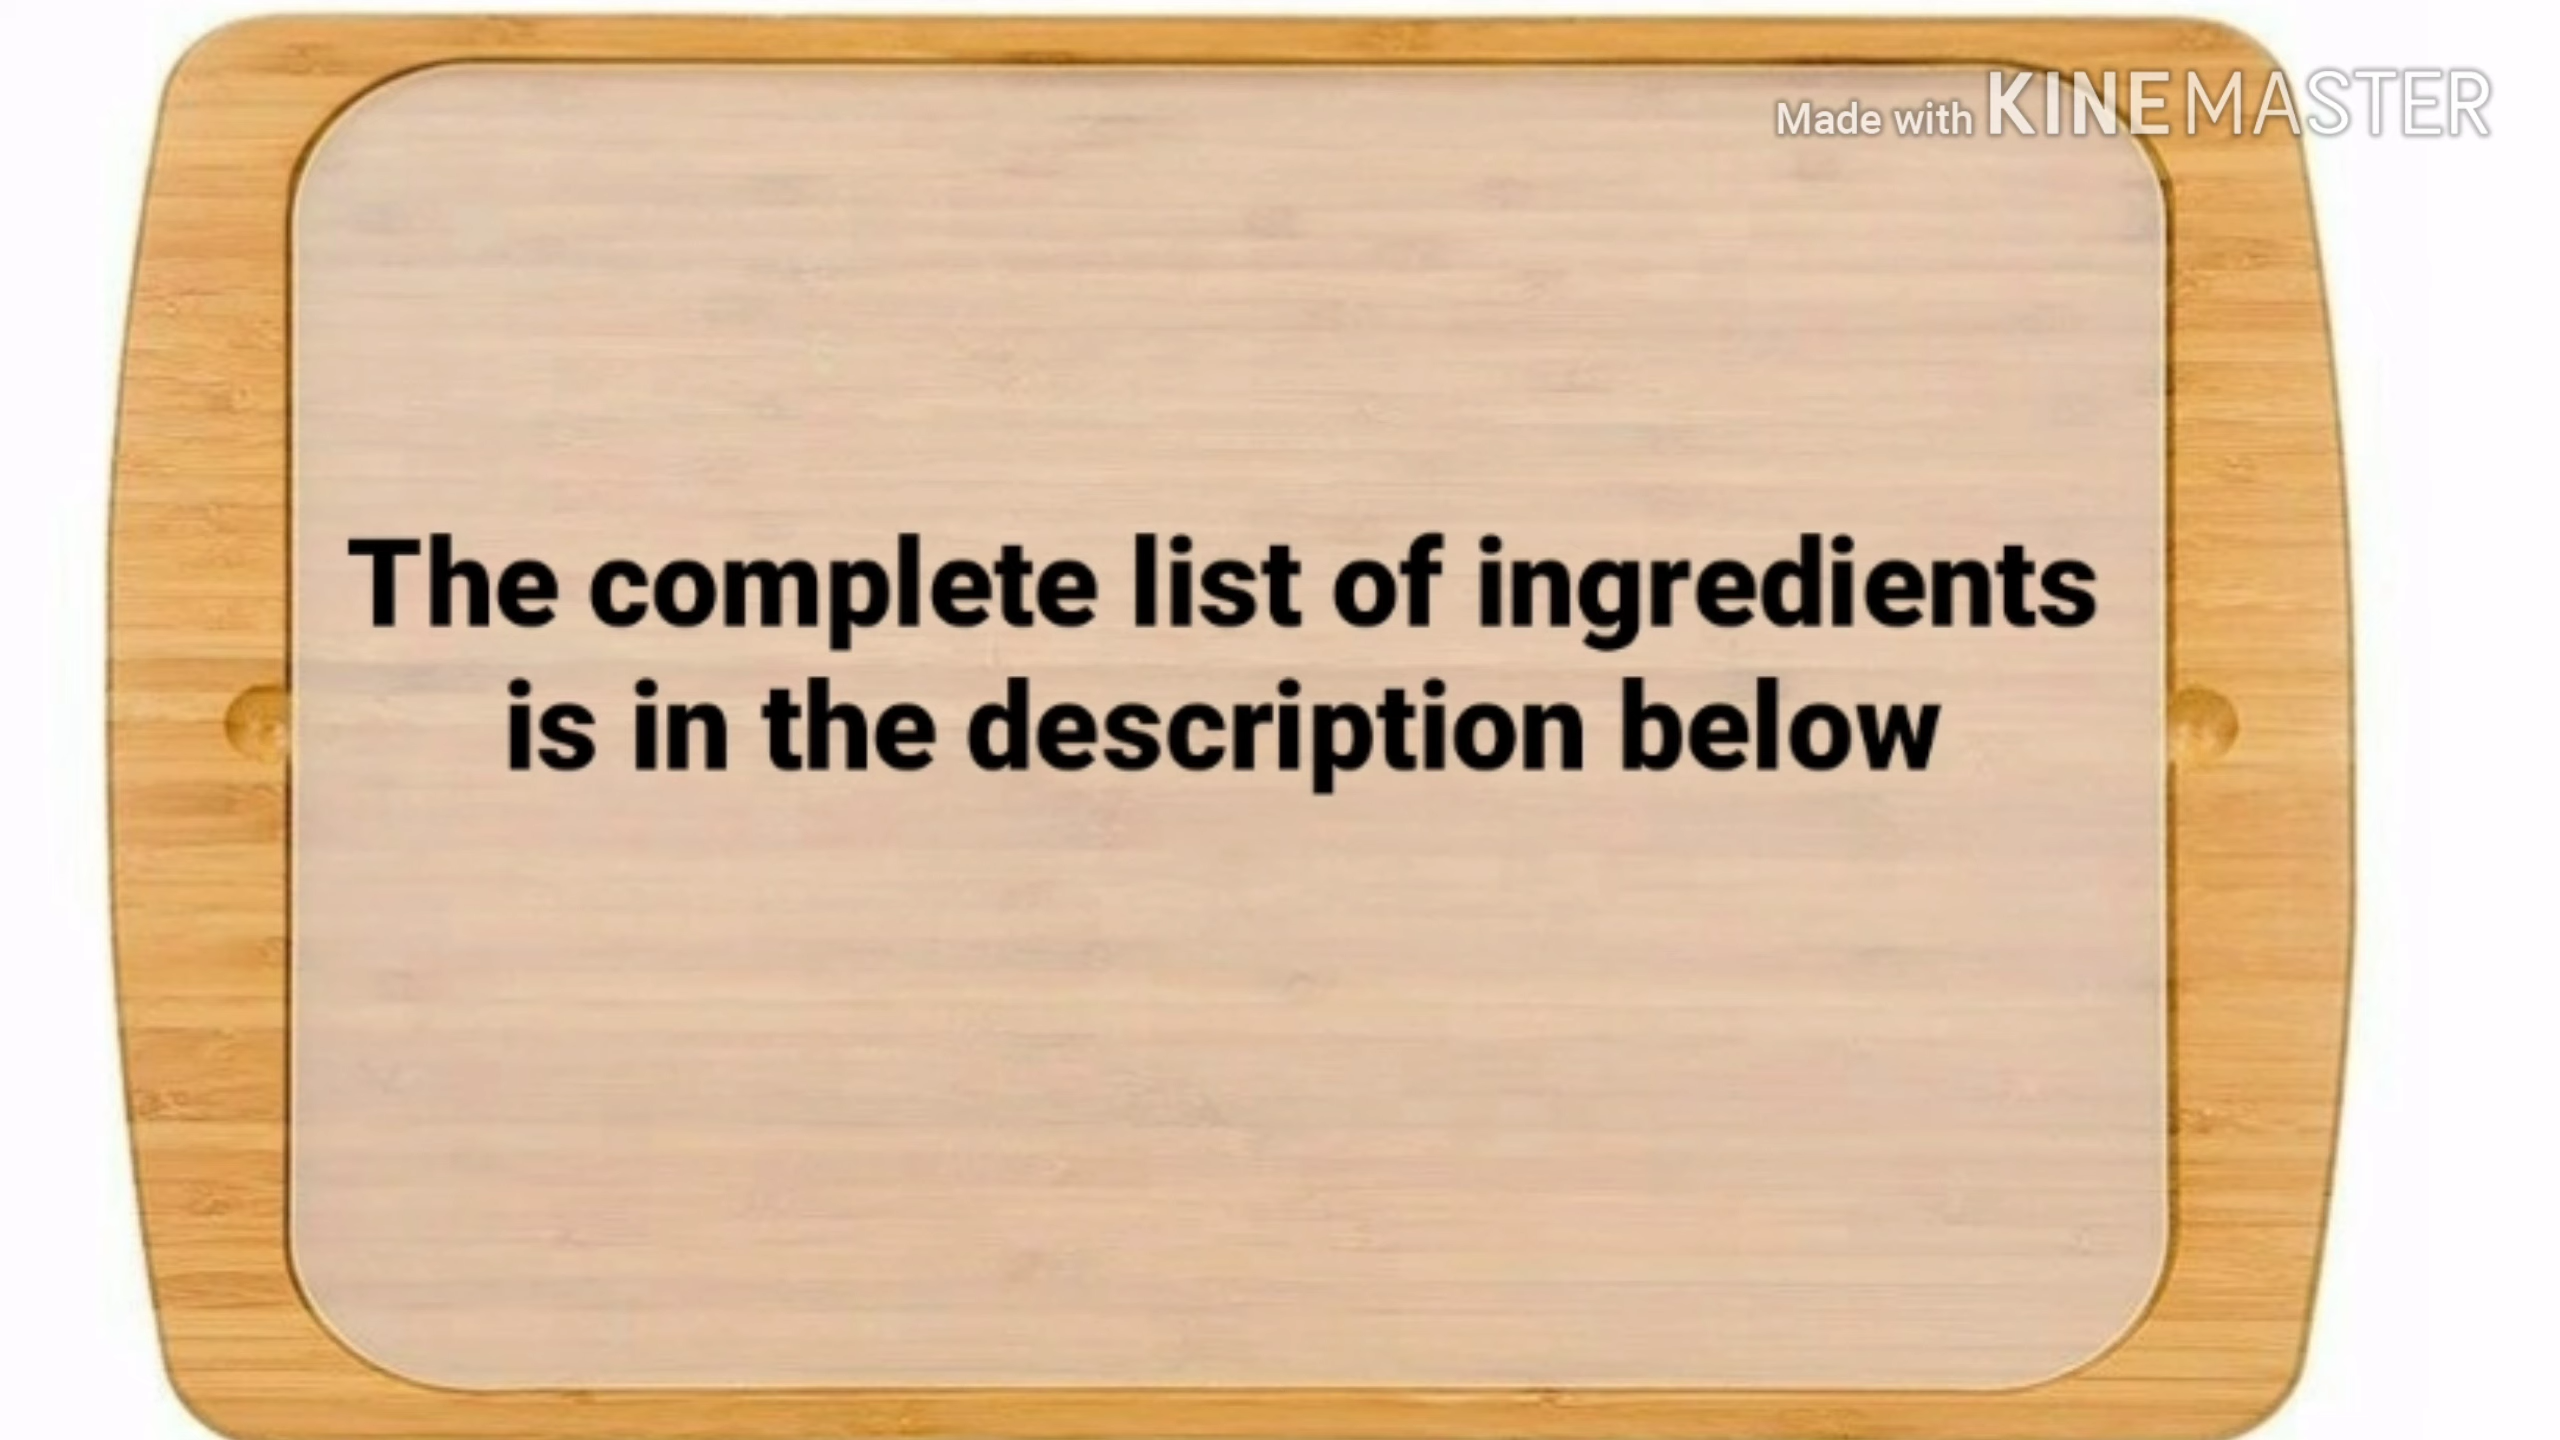 Made with KINEMASTER
The complete list of ingredients
is in the description below